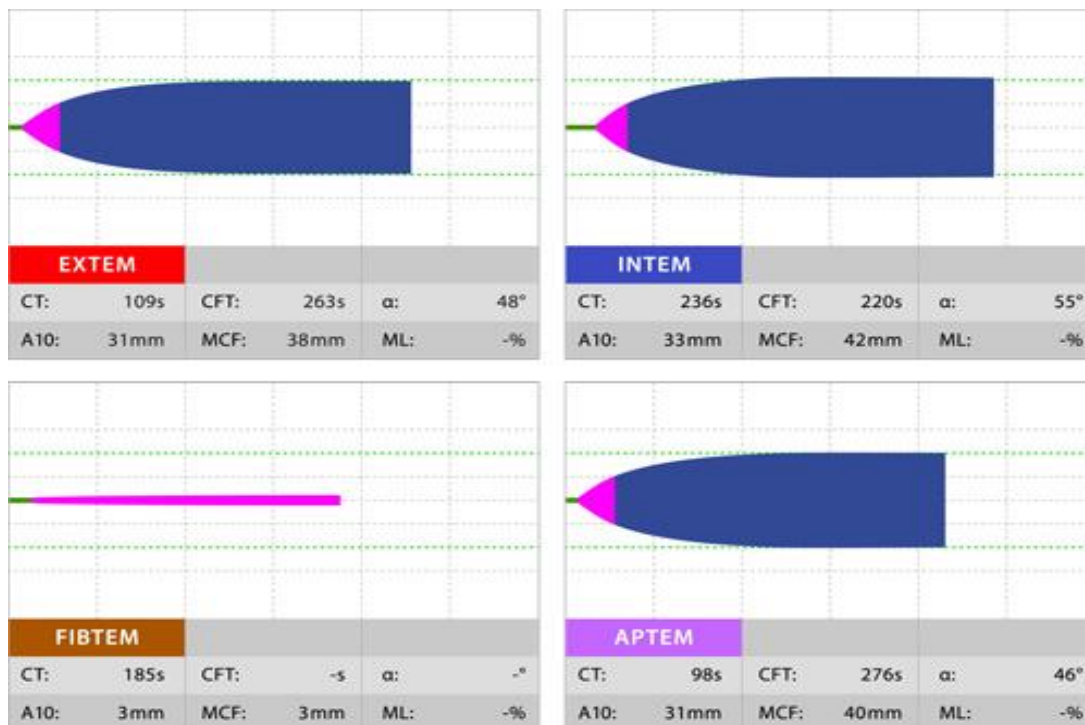 EXTEM
CT: 109s CFT: 263s α: 48°
A10: 31mm MCF: 38mm ML: -%
INTEM
CT: 236s CFT: 220s α: 55°
A10: 33mm MCF: 42mm ML: -%
FIBTEM
CT: 185s CFT: -s α: -°
A10: 3mm MCF: 3mm ML: -%
APTEM
CT: 98s CFT: 276s α: 46°
A10: 31mm MCF: 40mm ML: -%